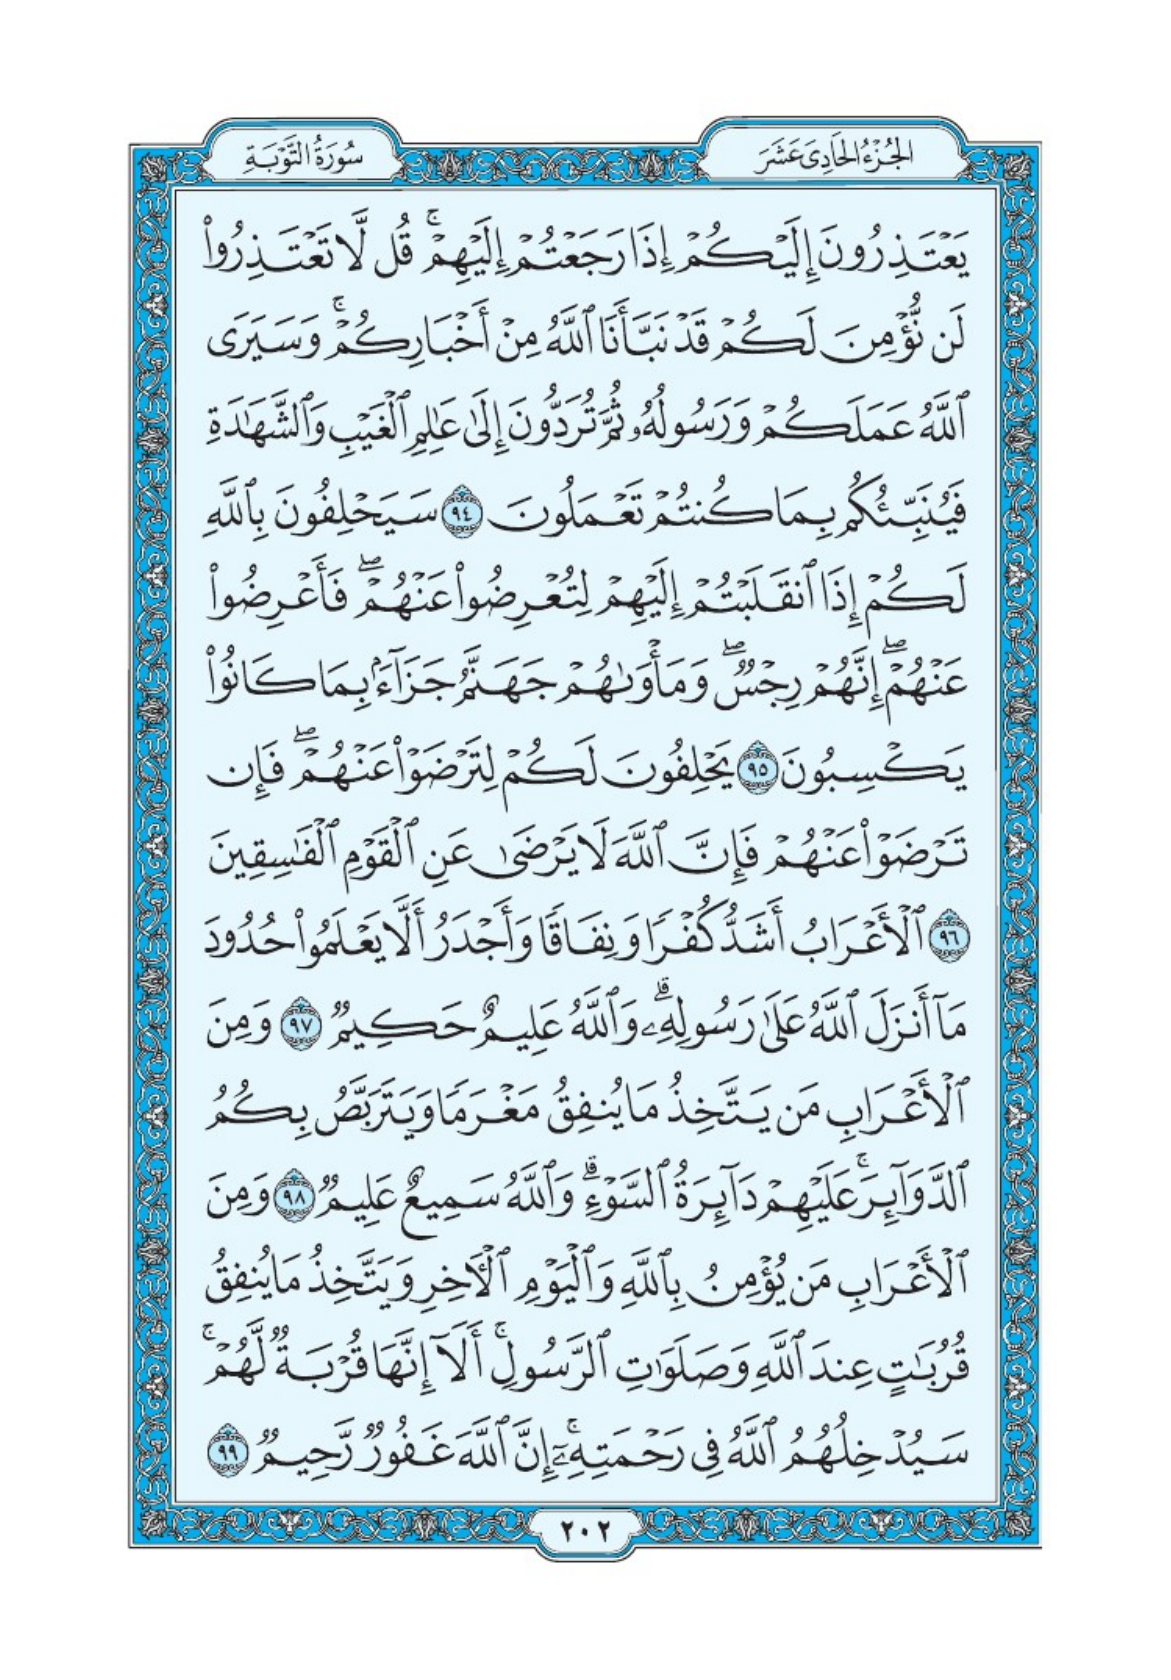 الجُزْءُ الحَادِىَ عَشَرَ
سُورَةُ التَّوْبَةِ
يَعْتَذِرُونَ إِلَيْكُمْ إِذَا رَجَعْتُمْ إِلَيْهِمْ ۚ قُل لَّا تَعْتَذِرُوا۟
لَن نُّؤْمِنَ لَكُمْ قَدْ نَبَّأَنَا ٱللَّهُ مِنْ أَخْبَارِكُمْ ۚ وَسَيَرَى
ٱللَّهُ عَمَلَكُمْ وَرَسُولُهُۥ ثُمَّ تُرَدُّونَ إِلَىٰ عَـٰلِمِ ٱلْغَيْبِ وَٱلشَّهَـٰدَةِ
فَيُنَبِّئُكُم بِمَا كُنتُمْ تَعْمَلُونَ ٩٤ سَيَحْلِفُونَ بِٱللَّهِ
لَكُمْ إِذَا ٱنقَلَبْتُمْ إِلَيْهِمْ لِتُعْرِضُوا۟ عَنْهُمْ ۖ فَأَعْرِضُوا۟
عَنْهُمْ ۖ إِنَّهُمْ رِجْسٌ ۖ وَمَأْوَىٰهُمْ جَهَنَّمُ جَزَآءًۢ بِمَا كَانُوا۟
يَكْسِبُونَ ٩٥ يَحْلِفُونَ لَكُمْ لِتَرْضَوْا۟ عَنْهُمْ ۖ فَإِن
تَرْضَوْا۟ عَنْهُمْ فَإِنَّ ٱللَّهَ لَا يَرْضَىٰ عَنِ ٱلْقَوْمِ ٱلْفَـٰسِقِينَ
٩٦ ٱلْأَعْرَابُ أَشَدُّ كُفْرًا وَنِفَاقًا وَأَجْدَرُ أَلَّا يَعْلَمُوا۟ حُدُودَ
مَآ أَنزَلَ ٱللَّهُ عَلَىٰ رَسُولِهِۦ ۗ وَٱللَّهُ عَلِيمٌ حَكِيمٌ ٩٧ وَمِنَ
ٱلْأَعْرَابِ مَن يَتَّخِذُ مَا يُنفِقُ مَغْرَمًا وَيَتَرَبَّصُ بِكُمُ
ٱلدَّوَآئِرَ ۚ عَلَيْهِمْ دَآئِرَةُ ٱلسَّوْءِ ۗ وَٱللَّهُ سَمِيعٌ عَلِيمٌ ٩٨ وَمِنَ
ٱلْأَعْرَابِ مَن يُؤْمِنُ بِٱللَّهِ وَٱلْيَوْمِ ٱلْـَٔاخِرِ وَيَتَّخِذُ مَا يُنفِقُ
قُرُبَـٰتٍ عِندَ ٱللَّهِ وَصَلَوَٰتِ ٱلرَّسُولِ ۚ أَلَآ إِنَّهَا قُرْبَةٌ لَّهُمْ ۚ
سَيُدْخِلُهُمُ ٱللَّهُ فِى رَحْمَتِهِۦٓ ۗ إِنَّ ٱللَّهَ غَفُورٌ رَّحِيمٌ ٩٩
٢٠٢